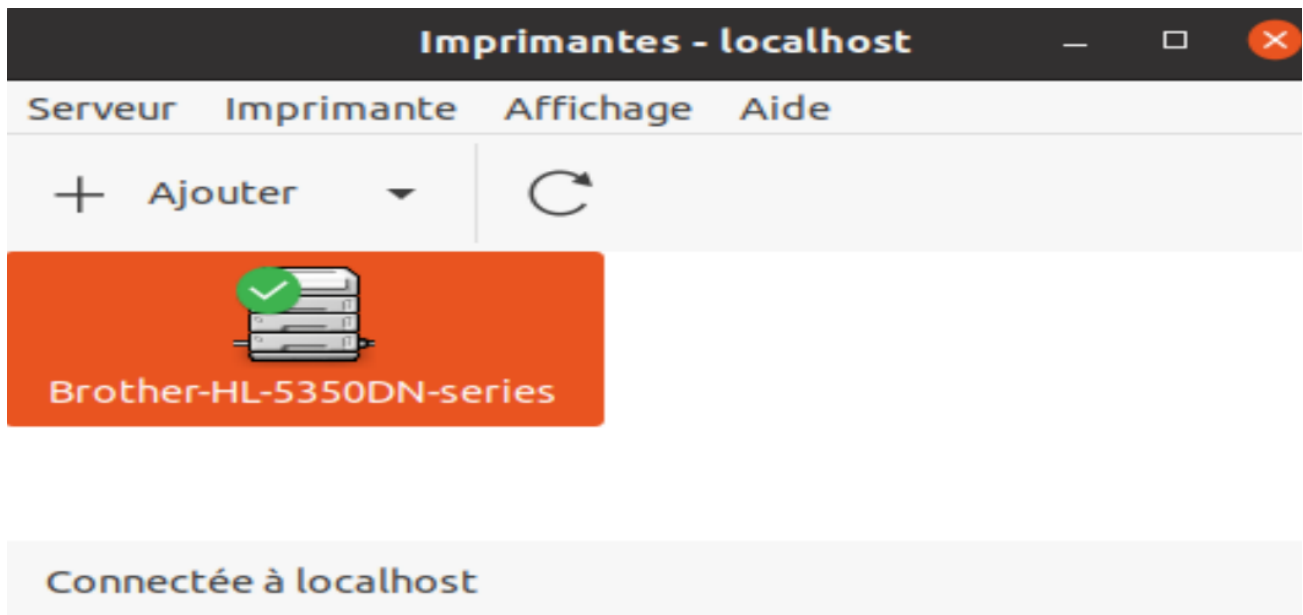 Imprimantes - localhost
Serveur Imprimante Affichage Aide
Ajouter
Brother-HL-5350DN-series
Connectée à localhost